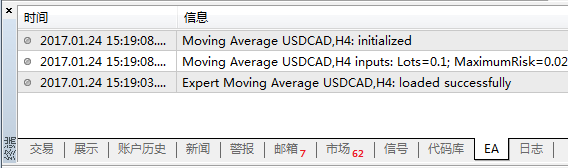 时间 信息
2017.01.24 15:19:08.... Moving Average USDCAD,H4: initialized
2017.01.24 15:19:08.... Moving Average USDCAD,H4 inputs: Lots=0.1; MaximumRisk=0.02
2017.01.24 15:19:03.... Expert Moving Average USDCAD,H4: loaded successfully
交易 展示 账户历史 新闻 警报 邮箱7 市场62 信号 代码库 EA 日志